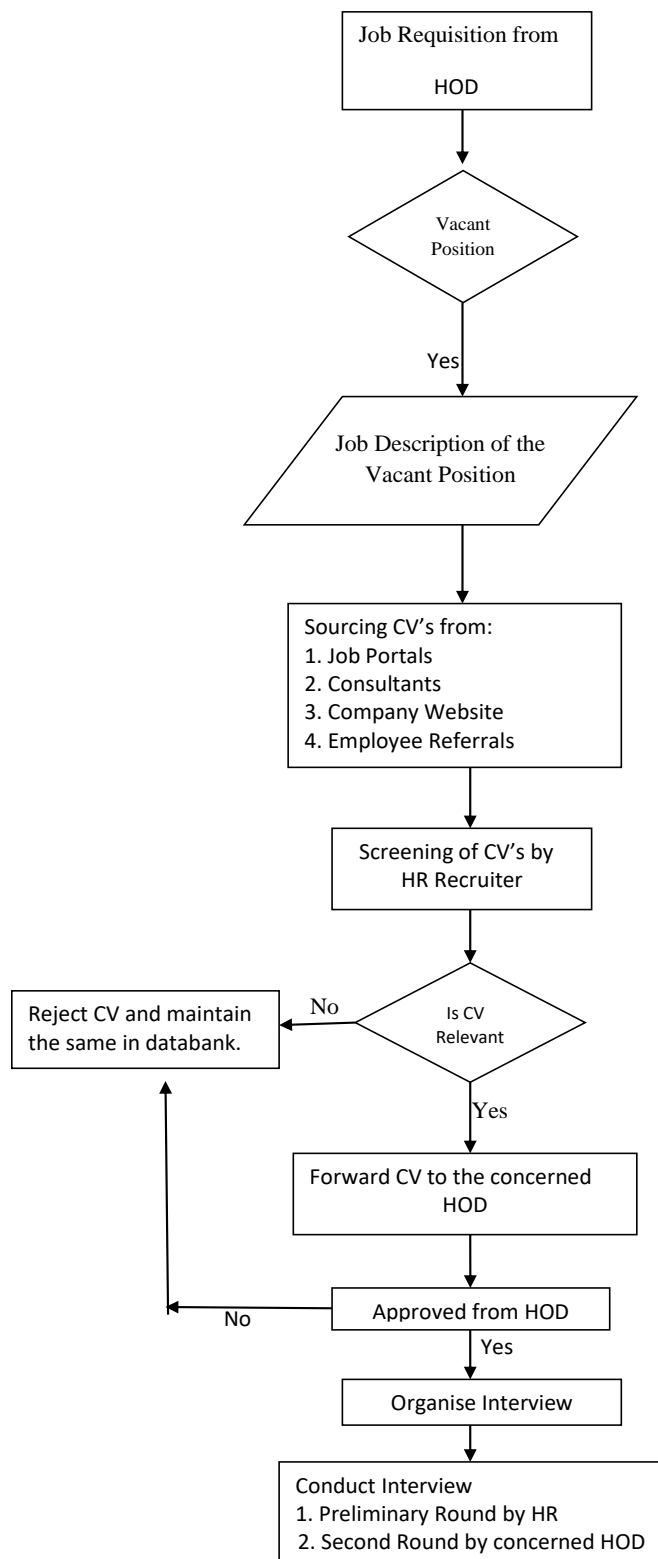 Job Requisition from
HOD
Vacant
Position
Yes
Job Description of the
Vacant Position
Sourcing CV’s from:
1. Job Portals
2. Consultants
3. Company Website
4. Employee Referrals
Screening of CV’s by
HR Recruiter
Is CV
Relevant
No
Reject CV and maintain
the same in databank.
Yes
Forward CV to the concerned
HOD
Approved from HOD
No
Yes
Organise Interview
Conduct Interview
1. Preliminary Round by HR
2. Second Round by concerned HOD